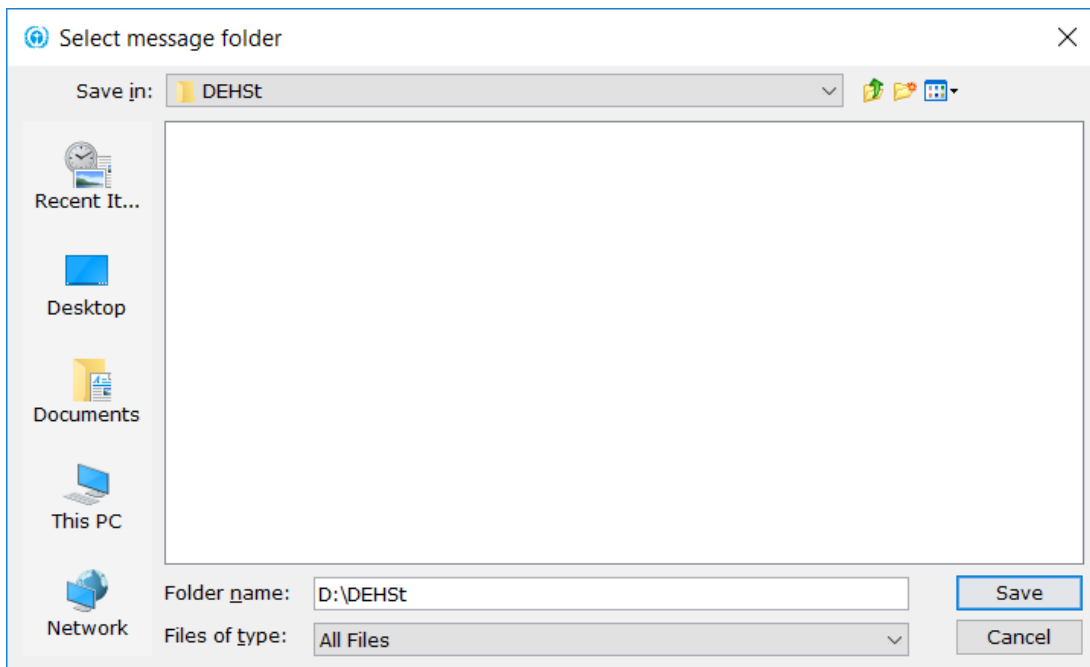 Select message folder
Save in: DEHSt
Recent It...
Desktop
Documents
This PC
Network
Folder name: D:\DEHSt Save
Files of type: All Files Cancel